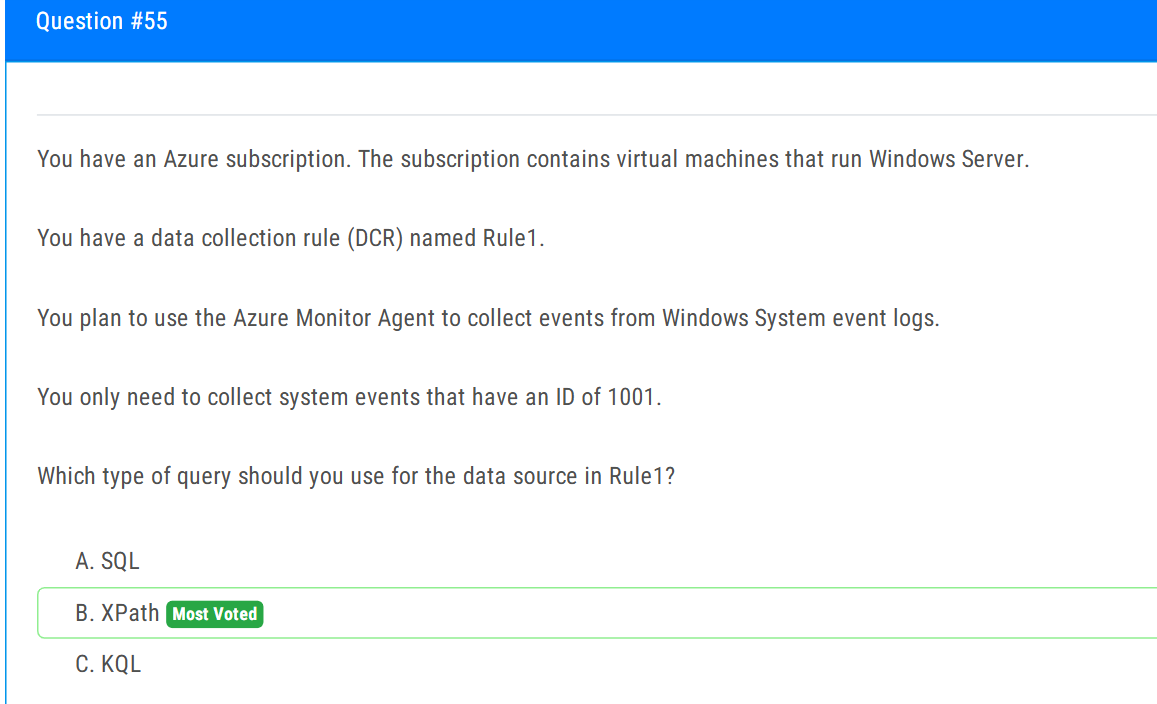 Question #55
You have an Azure subscription. The subscription contains virtual machines that run Windows Server.
You have a data collection rule (DCR) named Rule1.
You plan to use the Azure Monitor Agent to collect events from Windows System event logs.
You only need to collect system events that have an ID of 1001.
Which type of query should you use for the data source in Rule1?
A. SQL
B. XPath Most Voted
C. KQL